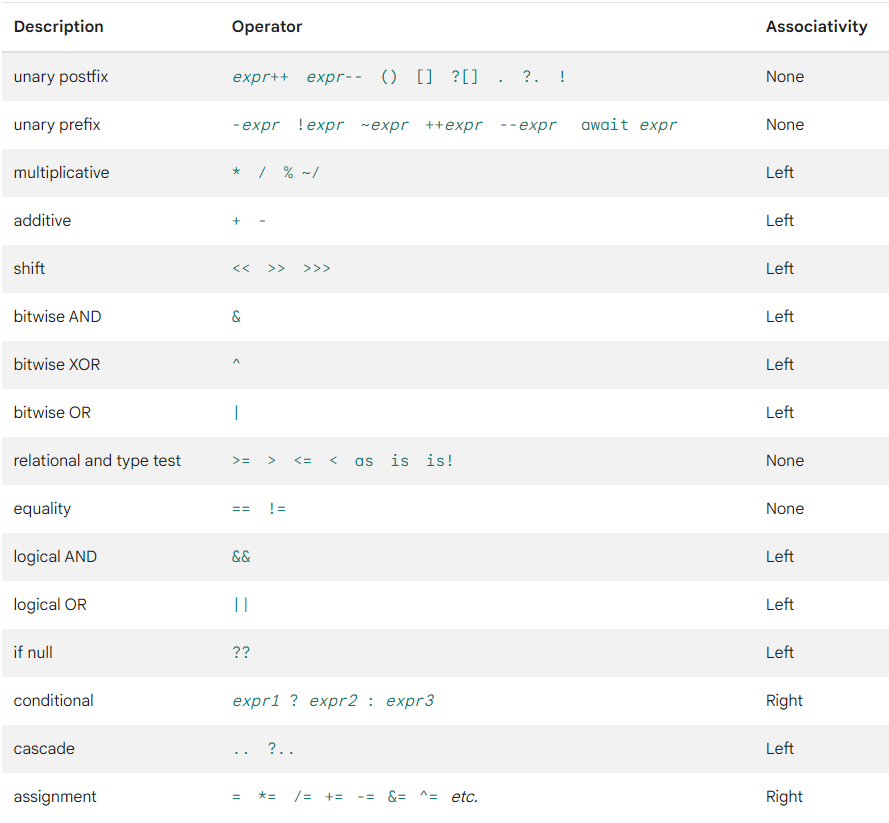 Description Operator Associativity
unary postfix expr++ expr-- () [] ?[] . ?. ! None
unary prefix -expr !expr ~expr ++expr --expr await expr None
multiplicative * / % ~/ Left
additive + - Left
shift << >> >>> Left
bitwise AND & Left
bitwise XOR ^ Left
bitwise OR | Left
relational and type test >= > <= < as is is! None
equality == != None
logical AND && Left
logical OR || Left
if null ?? Left
conditional expr1 ? expr2 : expr3 Right
cascade .. ?.. Left
assignment = *= /= += -= &= ^= etc. Right